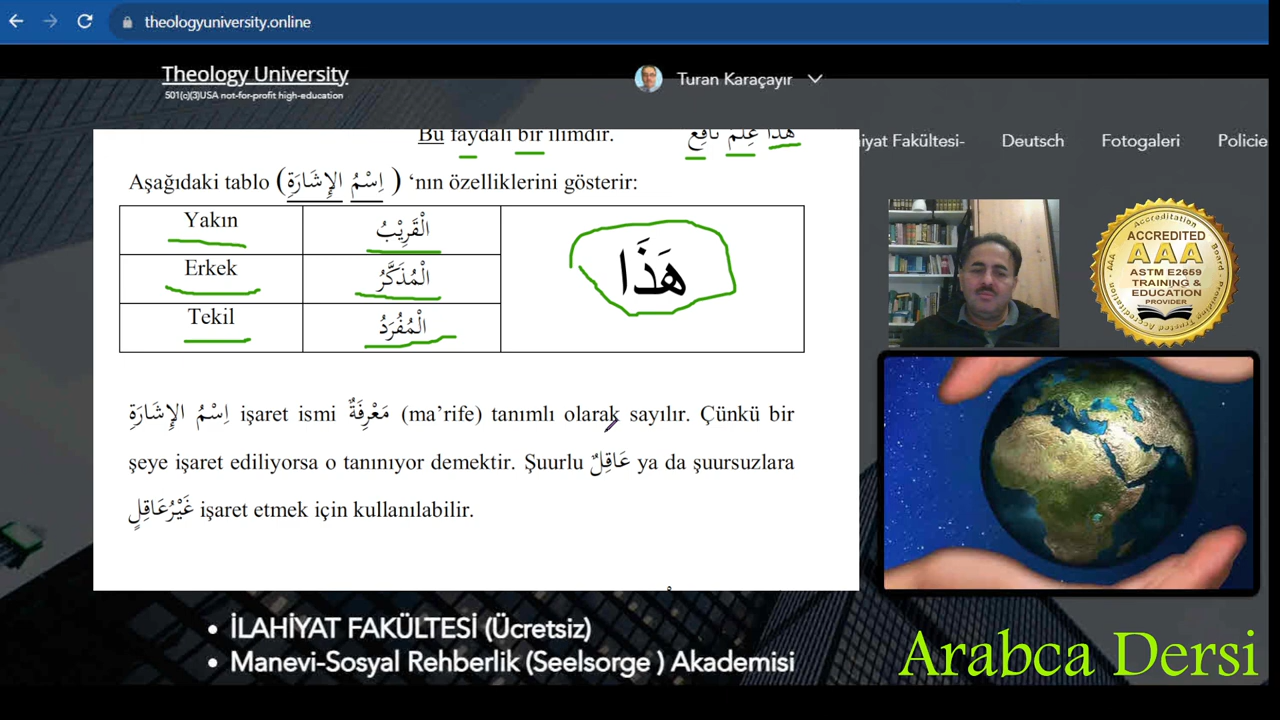 theologyuniversity.online
Theology University
501(c)(3)USA not-for-profit high-education
Turan Karaçayır
iyat Fakültesi-
Deutsch
Fotogaleri
Policie
Bu faydalı bir ilimdir. هَذَا عِلْمٌ نَافِعٌ
Aşağıdaki tablo (اِسْمُ الإِشَارَةِ) ‘nın özelliklerini gösterir:
Yakın الْقَرِيْبُ
Erkek الْمُذَكَّرُ
Tekil الْمُفْرَدُ
هَذَا
اِسْمُ الإِشَارَةِ işaret ismi مَعْرِفَةٌ (ma’rife) tanımlı olarak sayılır. Çünkü bir
şeye işaret ediliyorsa o tanınıyor demektir. Şuurlu عَاقِلٌ ya da şuursuzlara
غَيْرُعَاقِلٍ işaret etmek için kullanılabilir.
Accreditation
Board
AAA
ACCREDITED
AAA
ASTM E2659
TRAINING &
EDUCATION
PROVIDER
• İLAHİYAT FAKÜLTESİ (Ücretsiz)
• Manevi-Sosyal Rehberlik (Seelsorge ) Akademisi
Arabca Dersi